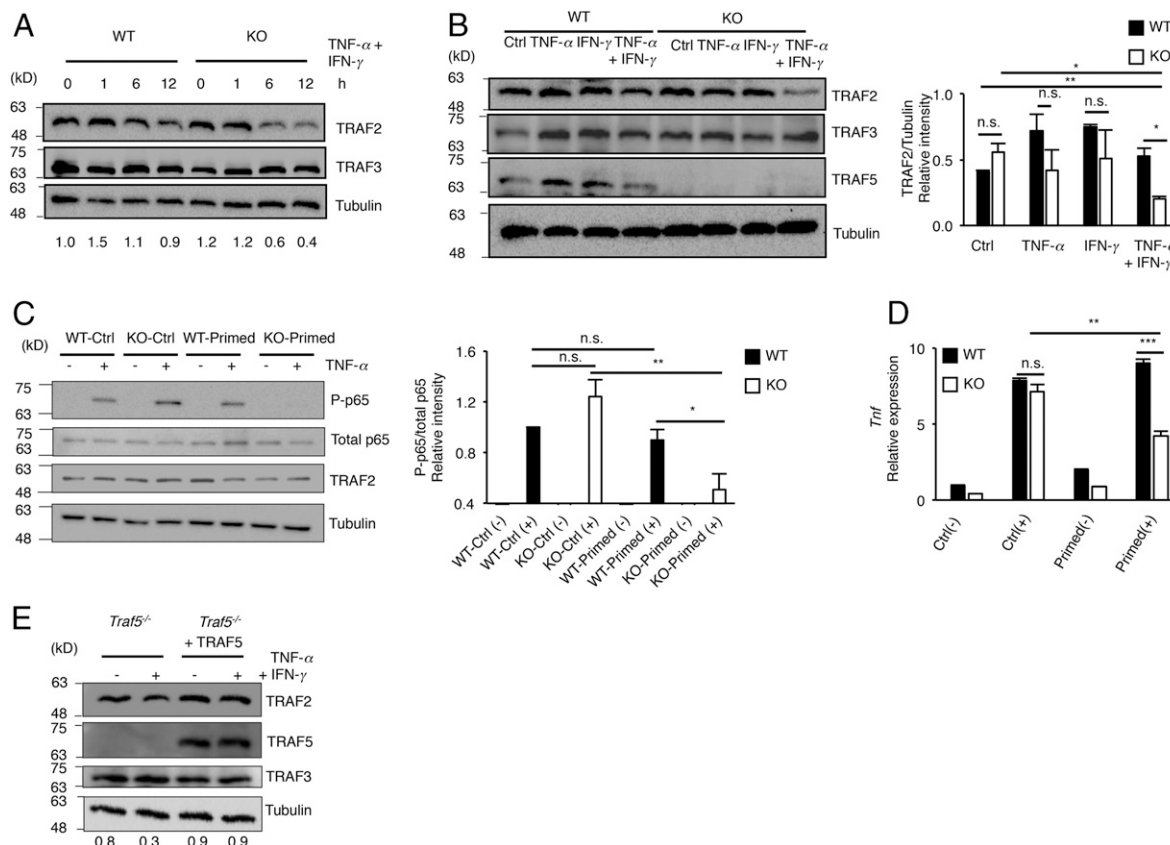 A
WT KO
TNF-α +
IFN-γ
(kD) 0 1 6 12 0 1 6 12 h
63
48
TRAF2
75
63
TRAF3
63
48
Tubulin
1.0 1.5 1.1 0.9 1.2 1.2 0.6 0.4
B
WT KO
(kD) Ctrl TNF-α IFN-γ TNF-α + IFN-γ Ctrl TNF-α IFN-γ TNF-α + IFN-γ
63
48
TRAF2
75
63
TRAF3
75
63
TRAF5
63
48
Tubulin
WT
KO
TRAF2/Tubulin
Relative intensity
1.0
0.5
0.0
n.s.
n.s.
n.s.
*
**
*
Ctrl TNF-α IFN-γ TNF-α
+ IFN-γ
C
(kD) WT-Ctrl KO-Ctrl WT-Primed KO-Primed
- + - + - + - + TNF-α
75
63
P-p65
75
63
Total p65
63
48
TRAF2
63
48
Tubulin
P-p65/total p65
Relative intensity
1.6
1.2
0.8
0.4
n.s.
n.s.
**
*
WT
KO
WT-Ctrl (-)
WT-Ctrl (+)
KO-Ctrl (-)
KO-Ctrl (+)
WT-Primed (-)
WT-Primed (+)
KO-Primed (-)
KO-Primed (+)
D
Tnf
Relative expression
10
5
0
WT
KO
n.s.
**
***
Ctrl(-)
Ctrl(+)
Primed(-)
Primed(+)
E
Traf5-/- Traf5-/-
+ TRAF5
(kD)
TNF-α
- + - + + IFN-γ
63
48
TRAF2
75
63
TRAF5
75
63
TRAF3
63
48
Tubulin
0.8 0.3 0.9 0.9